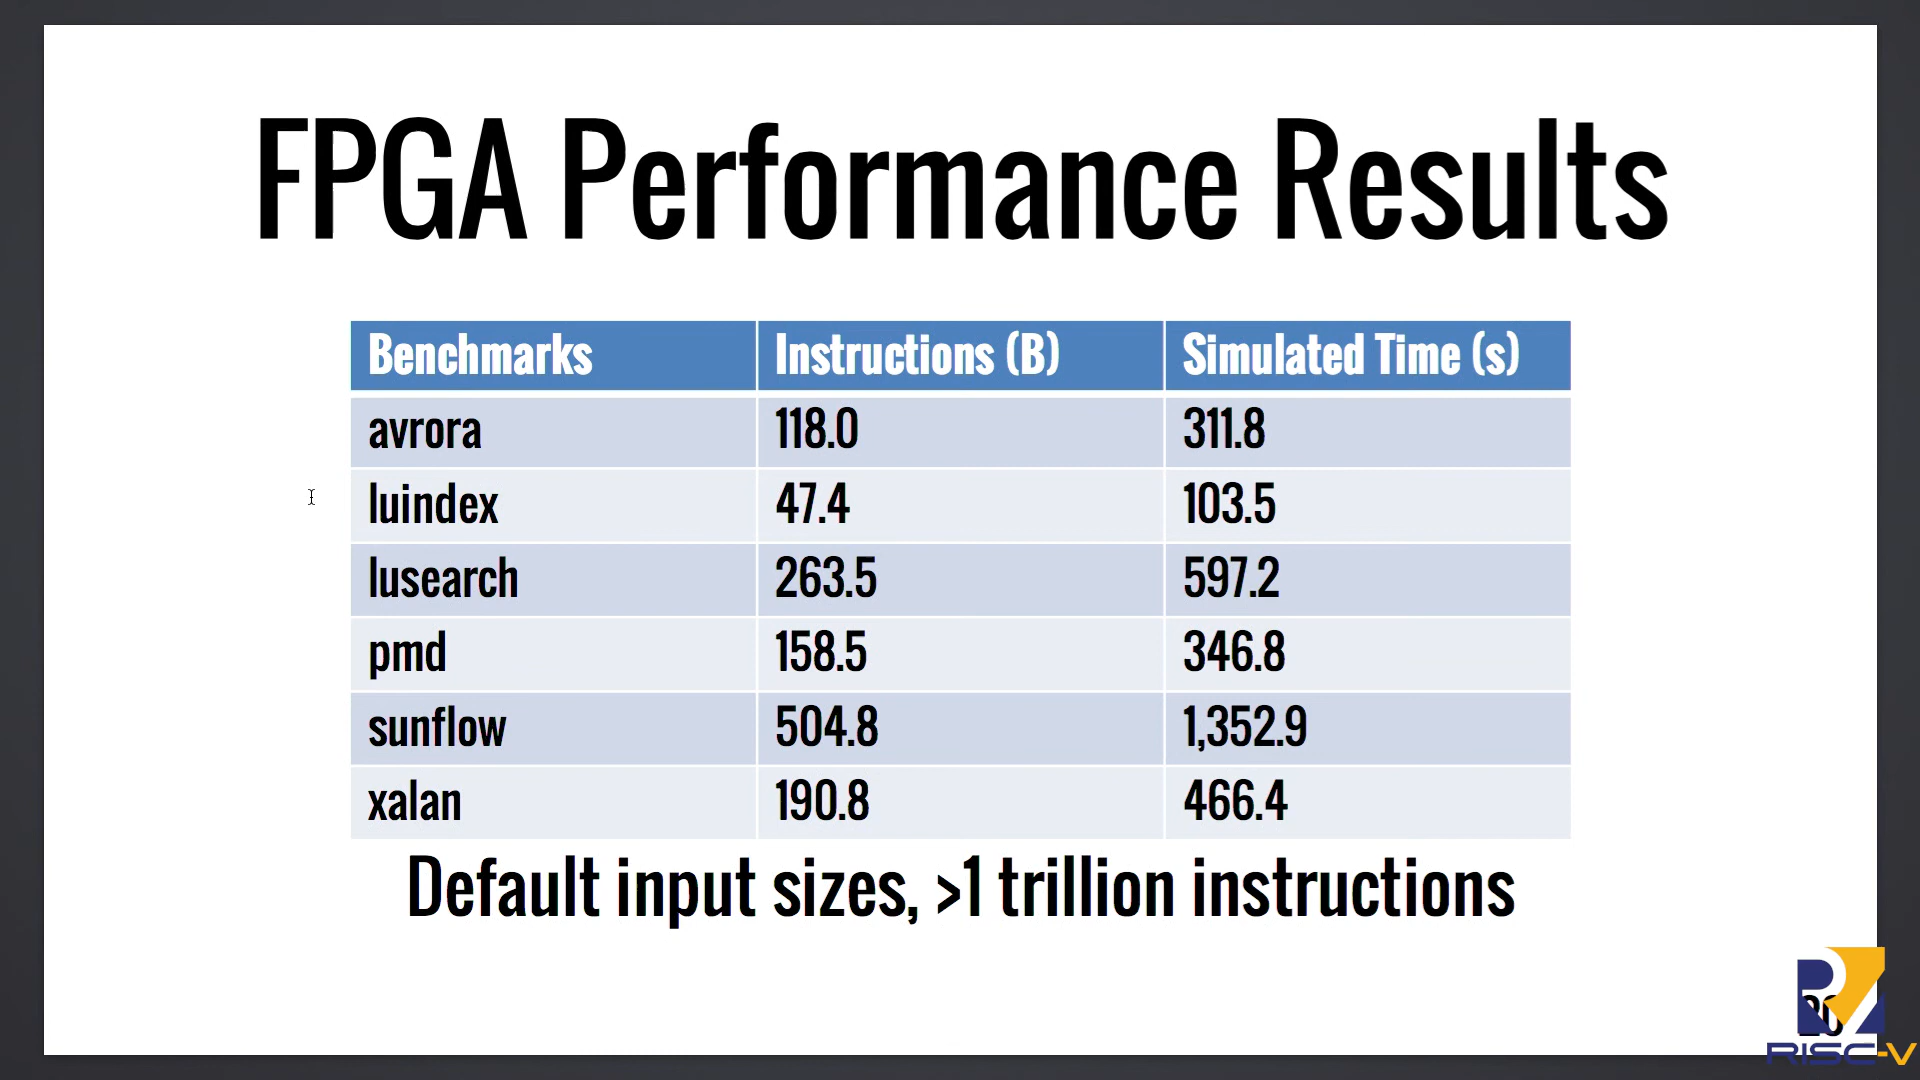 FPGA Performance Results
Benchmarks Instructions (B) Simulated Time (s)
avrora 118.0 311.8
luindex 47.4 103.5
lusearch 263.5 597.2
pmd 158.5 346.8
sunflow 504.8 1,352.9
xalan 190.8 466.4
Default input sizes, >1 trillion instructions
20
RISC-V